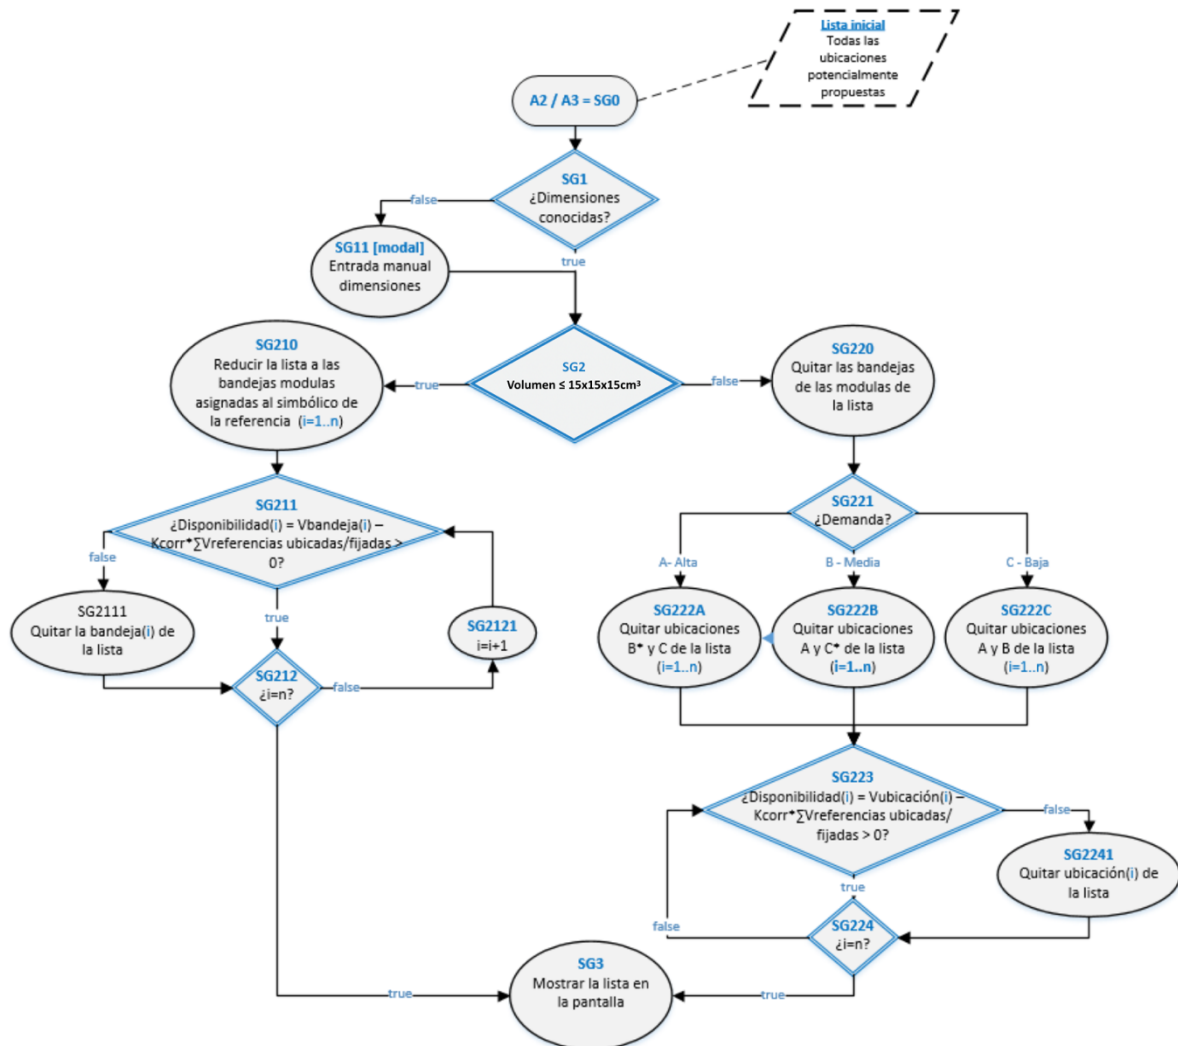 Lista inicial
Todas las
ubicaciones
potencialmente
propuestas
A2 / A3 = SG0
SG1
¿Dimensiones
conocidas?
false
true
SG11 [modal]
Entrada manual
dimensiones
SG2
Volumen ≤ 15x15x15cm³
true
false
SG210
Reducir la lista a las
bandejas modulas
asignadas al simbólico de
la referencia (i=1..n)
SG220
Quitar las bandejas
de las modulas de
la lista
SG211
¿Disponibilidad(i) = Vbandeja(i) –
Kcorr*∑Vreferencias ubicadas/fijadas >
0?
false
true
SG2111
Quitar la bandeja(i) de
la lista
SG2121
i=i+1
SG212
¿i=n?
false
SG221
¿Demanda?
A- Alta
B - Media
C - Baja
SG222A
Quitar ubicaciones
B* y C de la lista
(i=1..n)
SG222B
Quitar ubicaciones
A y C* de la lista
(i=1..n)
SG222C
Quitar ubicaciones
A y B de la lista
(i=1..n)
SG223
¿Disponibilidad(i) = Vubicación(i) –
Kcorr*∑Vreferencias ubicadas/
fijadas > 0?
false
true
SG2241
Quitar ubicación(i) de
la lista
SG224
¿i=n?
false
SG3
Mostrar la lista en
la pantalla
true
true